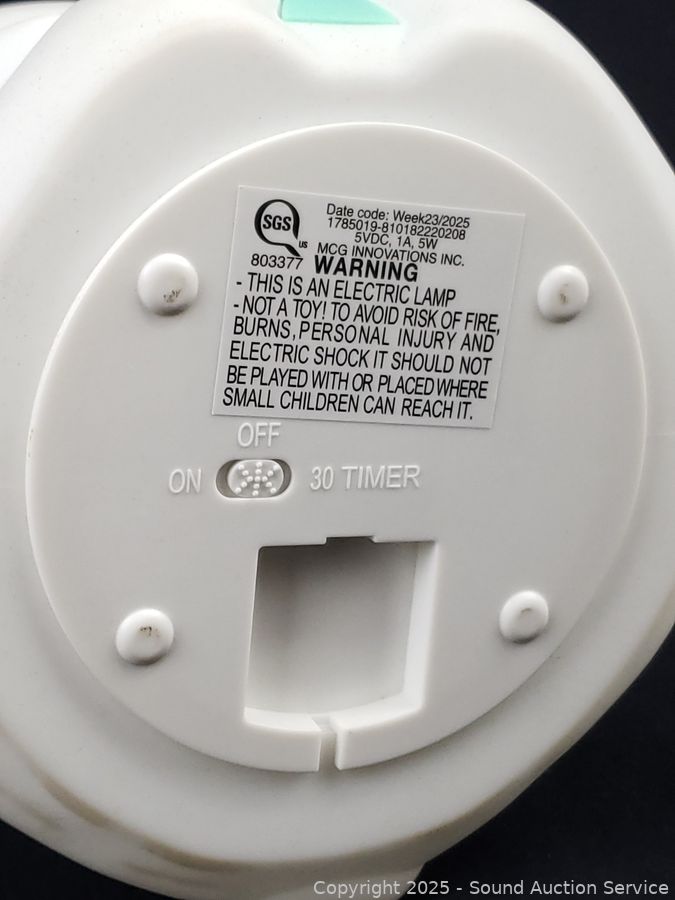 SGS
US
803377
Date code: Week23/2025
1785019-810182220208
5VDC, 1A, 5W
MCG INNOVATIONS INC.
WARNING
- THIS IS AN ELECTRIC LAMP
- NOT A TOY! TO AVOID RISK OF FIRE,
BURNS, PERSONAL INJURY AND
ELECTRIC SHOCK IT SHOULD NOT
BE PLAYED WITH OR PLACED WHERE
SMALL CHILDREN CAN REACH IT.
OFF
ON
30 TIMER
Copyright 2025 - Sound Auction Service